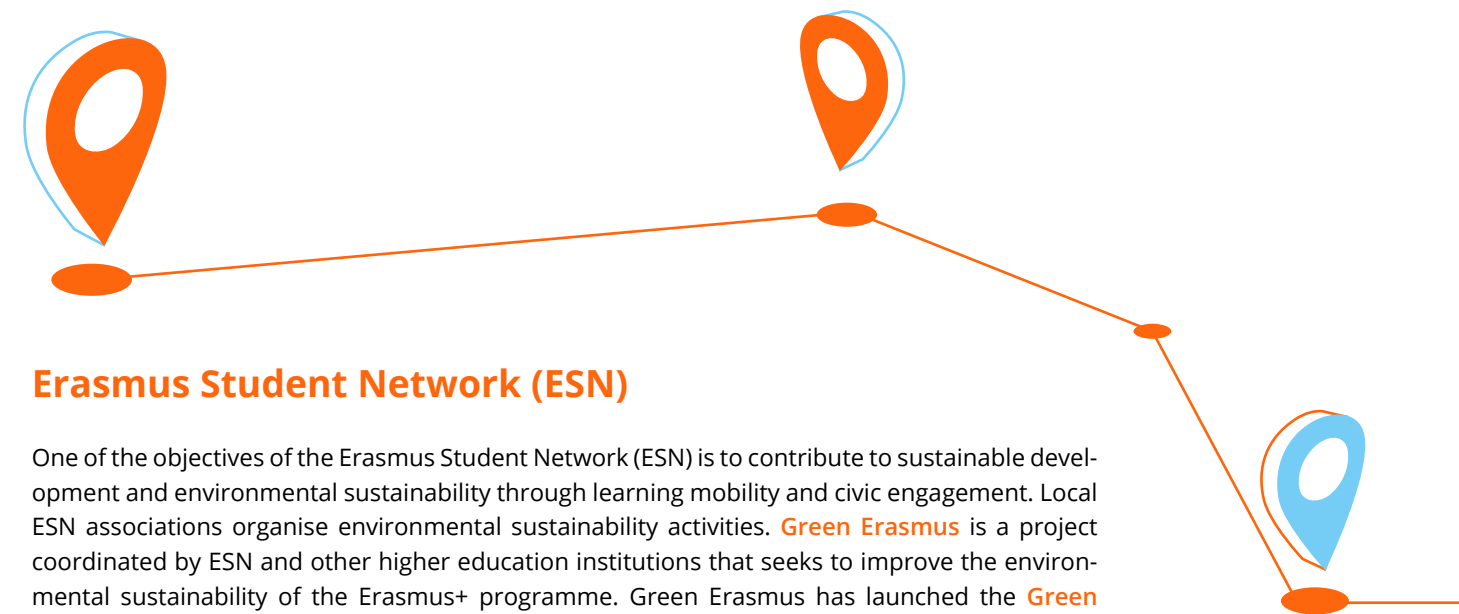 Erasmus Student Network (ESN)
One of the objectives of the Erasmus Student Network (ESN) is to contribute to sustainable devel-
opment and environmental sustainability through learning mobility and civic engagement. Local
ESN associations organise environmental sustainability activities. Green Erasmus is a project
coordinated by ESN and other higher education institutions that seeks to improve the environ-
mental sustainability of the Erasmus+ programme. Green Erasmus has launched the Green